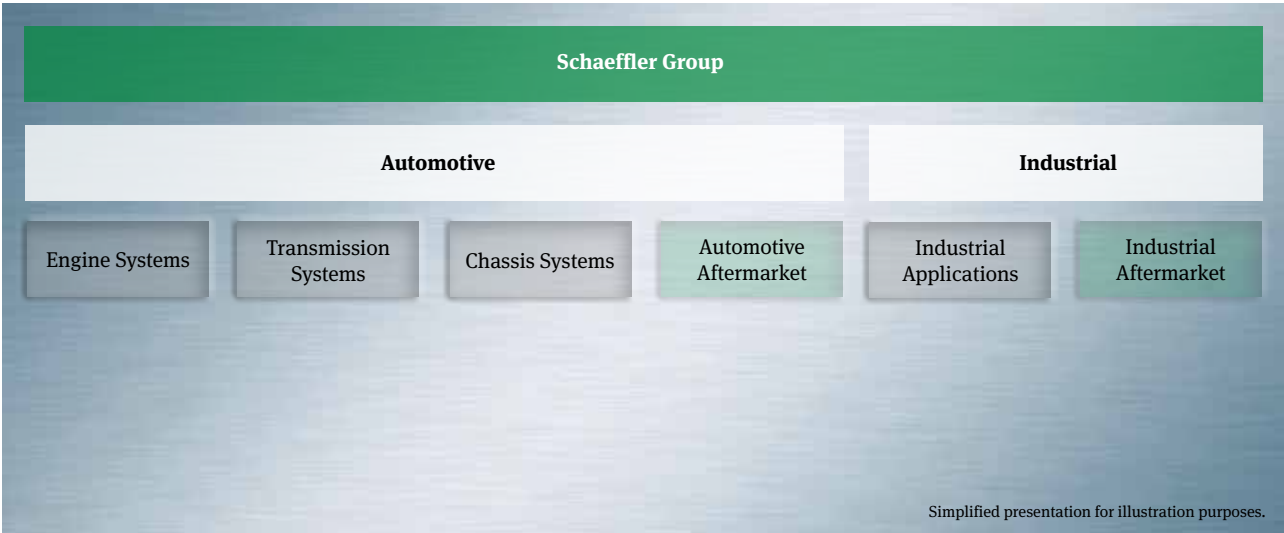 Schaeffler Group
Automotive
Industrial
Engine Systems
Transmission
Systems
Chassis Systems
Automotive
Aftermarket
Industrial
Applications
Industrial
Aftermarket
Simplified presentation for illustration purposes.